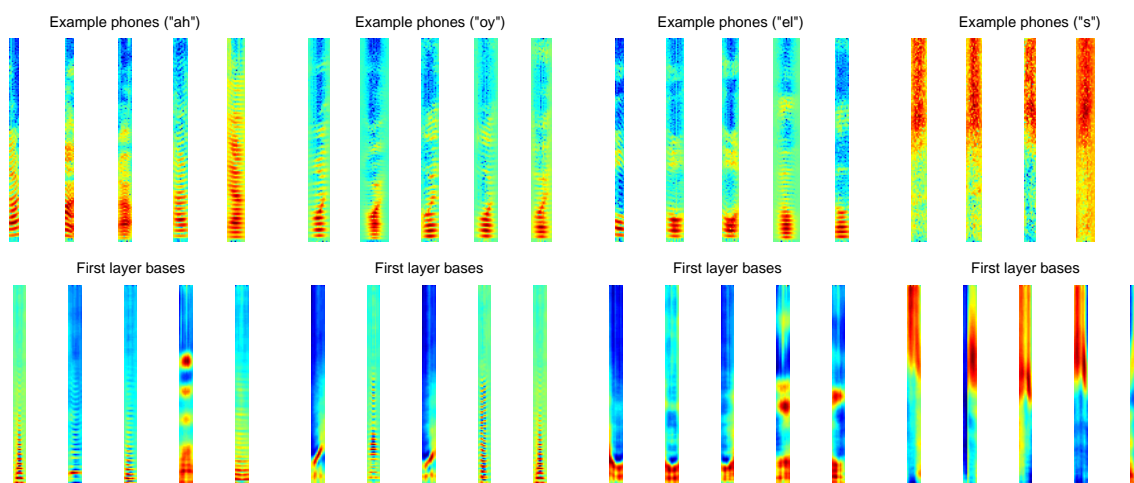 Example phones ("ah")
Example phones ("oy")
Example phones ("el")
Example phones ("s")
First layer bases
First layer bases
First layer bases
First layer bases